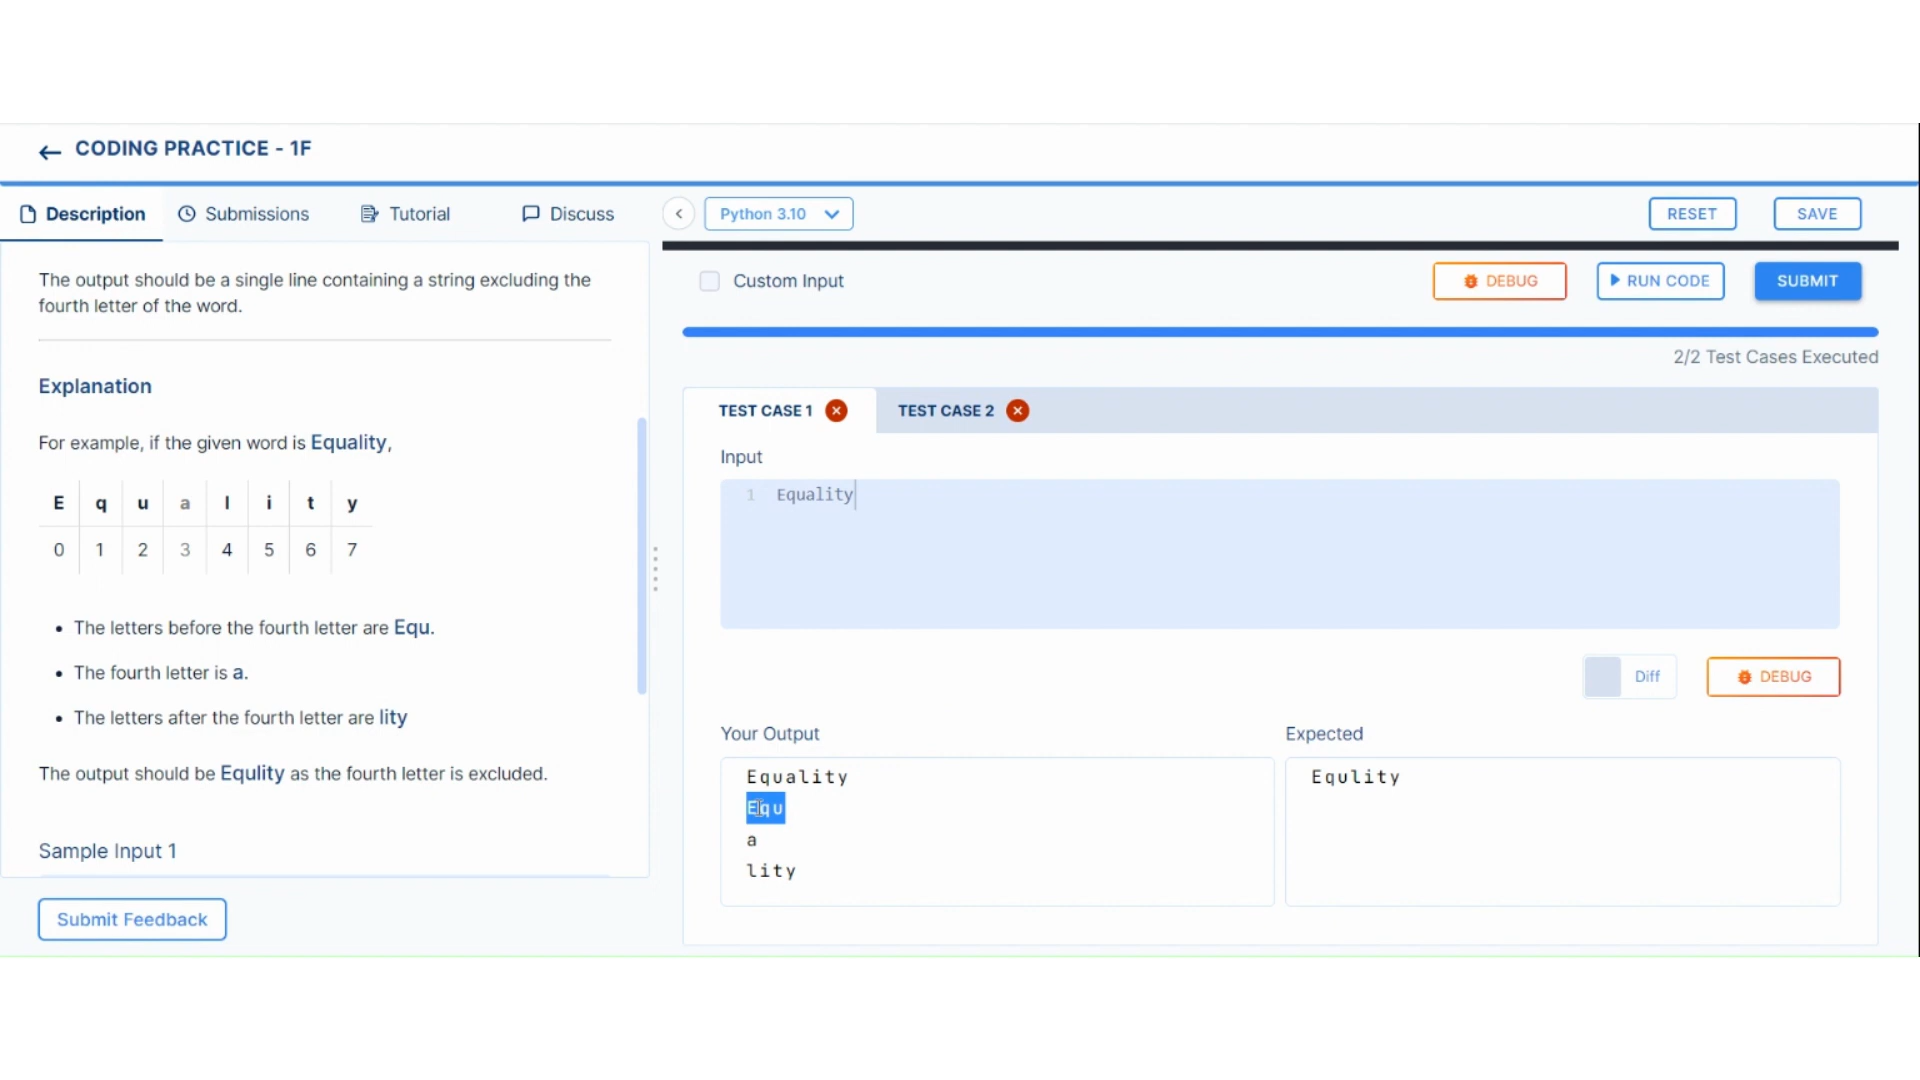 CODING PRACTICE - 1F
Description
Submissions
Tutorial
Discuss
Python 3.10
RESET
SAVE
The output should be a single line containing a string excluding the
fourth letter of the word.
Explanation
For example, if the given word is Equality,
E q u a l i t y
0 1 2 3 4 5 6 7
• The letters before the fourth letter are Equ.
• The fourth letter is a.
• The letters after the fourth letter are lity
The output should be Equlity as the fourth letter is excluded.
Sample Input 1
Submit Feedback
Custom Input
DEBUG
RUN CODE
SUBMIT
2/2 Test Cases Executed
TEST CASE 1
TEST CASE 2
Input
1 Equality
Diff
DEBUG
Your Output
Equality
Equ
a
lity
Expected
Equlity